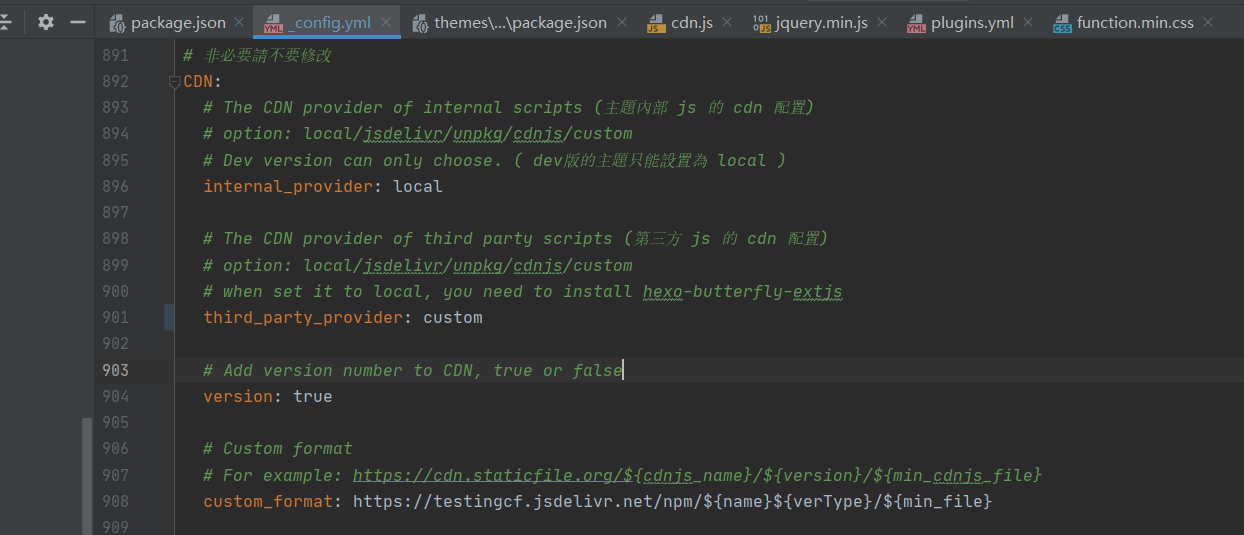 package.json _config.yml themes\...\package.json cdn.js jquery.min.js plugins.yml function.min.css
891 # 非必要請不要修改
892 CDN:
893 # The CDN provider of internal scripts (主題內部 js 的 cdn 配置)
894 # option: local/jsdelivr/unpkg/cdnjs/custom
895 # Dev version can only choose. ( dev版的主題只能設置為 local )
896 internal_provider: local
897
898 # The CDN provider of third party scripts (第三方 js 的 cdn 配置)
899 # option: local/jsdelivr/unpkg/cdnjs/custom
900 # when set it to local, you need to install hexo-butterfly-extjs
901 third_party_provider: custom
902
903 # Add version number to CDN, true or false
904 version: true
905
906 # Custom format
907 # For example: https://cdn.staticfile.org/${cdnjs_name}/${version}/${min_cdnjs_file}
908 custom_format: https://testingcf.jsdelivr.net/npm/${name}${verType}/${min_file}
909